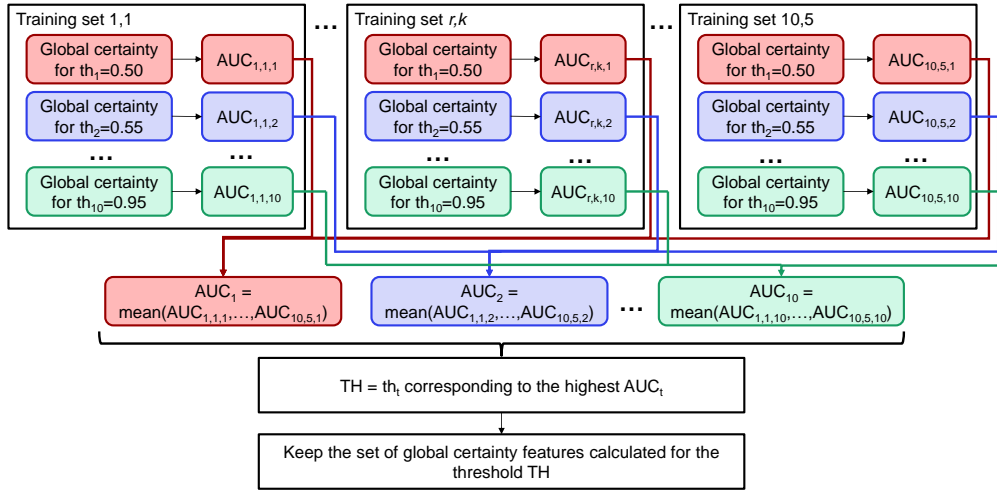 Training set 1,1
...
Training set r,k
...
Training set 10,5
Global certainty
for th1=0.50
AUC1,1,1
Global certainty
for th2=0.55
AUC1,1,2
...
...
Global certainty
for th10=0.95
AUC1,1,10
Global certainty
for th1=0.50
AUCr,k,1
Global certainty
for th2=0.55
AUCr,k,2
...
...
Global certainty
for th10=0.95
AUCr,k,10
Global certainty
for th1=0.50
AUC10,5,1
Global certainty
for th2=0.55
AUC10,5,2
...
...
Global certainty
for th10=0.95
AUC10,5,10
AUC1 =
mean(AUC1,1,1,…,AUC10,5,1)
AUC2 =
mean(AUC1,1,2,…,AUC10,5,2)
...
AUC10 =
mean(AUC1,1,10,…,AUC10,5,10)
TH = tht corresponding to the highest AUCt
Keep the set of global certainty features calculated for the
threshold TH